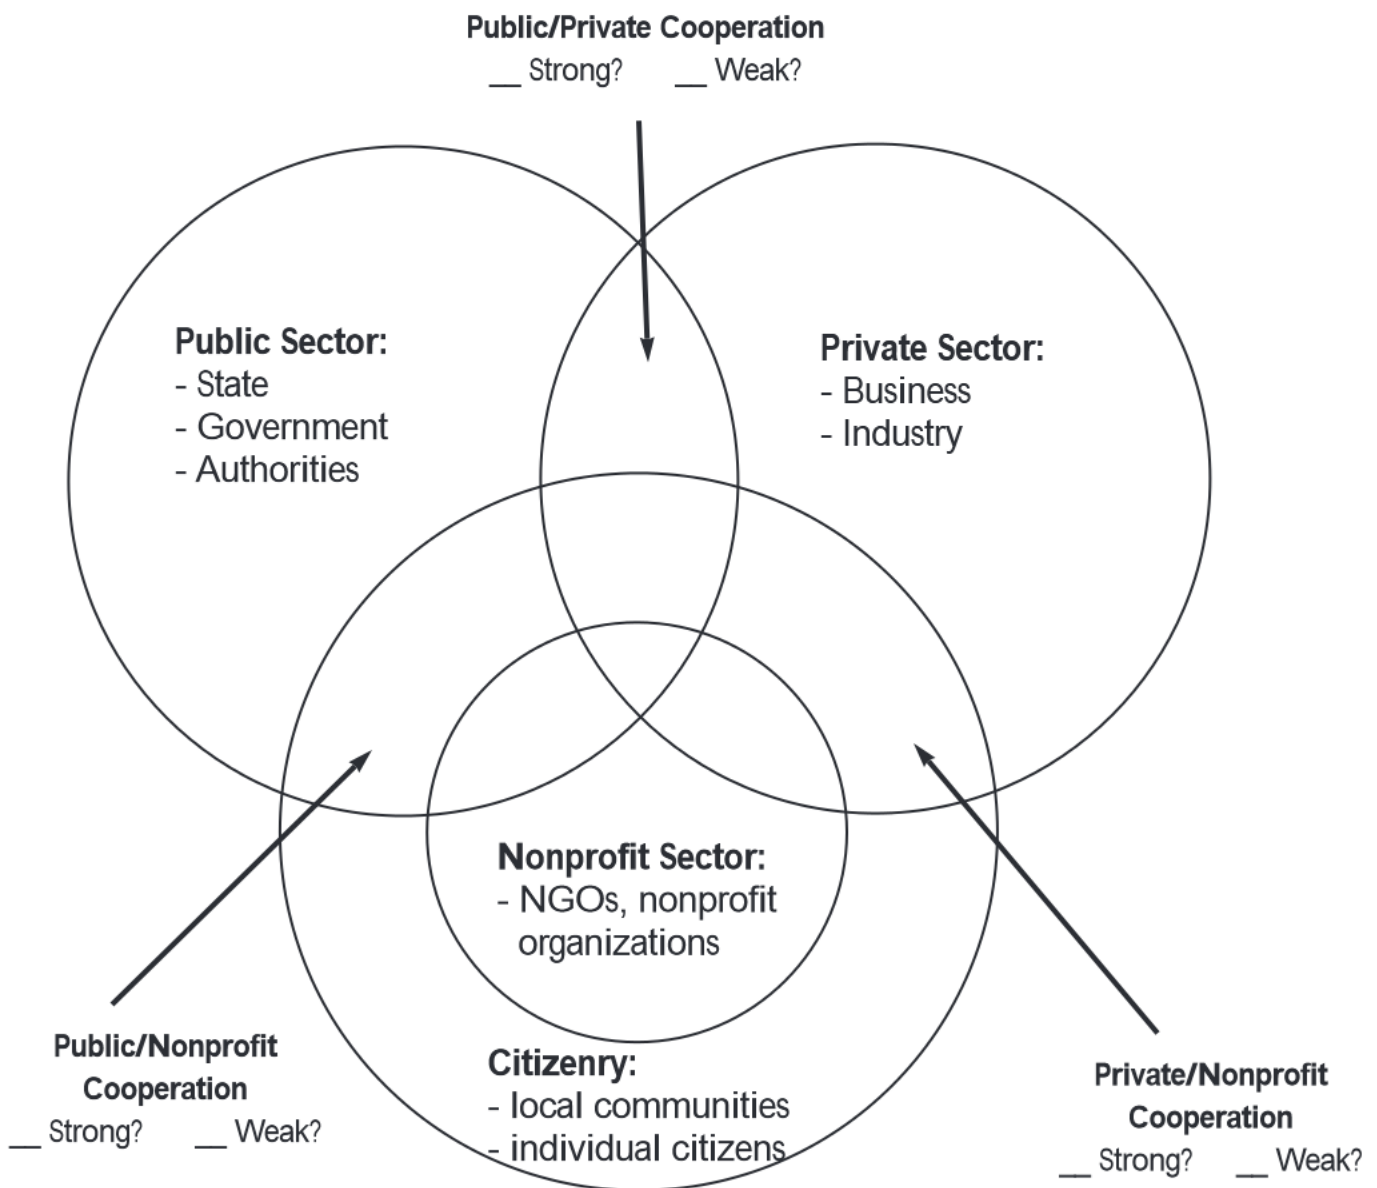 Public/Private Cooperation
__ Strong? __ Weak?
Public Sector:
- State
- Government
- Authorities
Private Sector:
- Business
- Industry
Nonprofit Sector:
- NGOs, nonprofit
organizations
Citizenry:
- local communities
- individual citizens
Public/Nonprofit
Cooperation
__ Strong? __ Weak?
Private/Nonprofit
Cooperation
__ Strong? __ Weak?